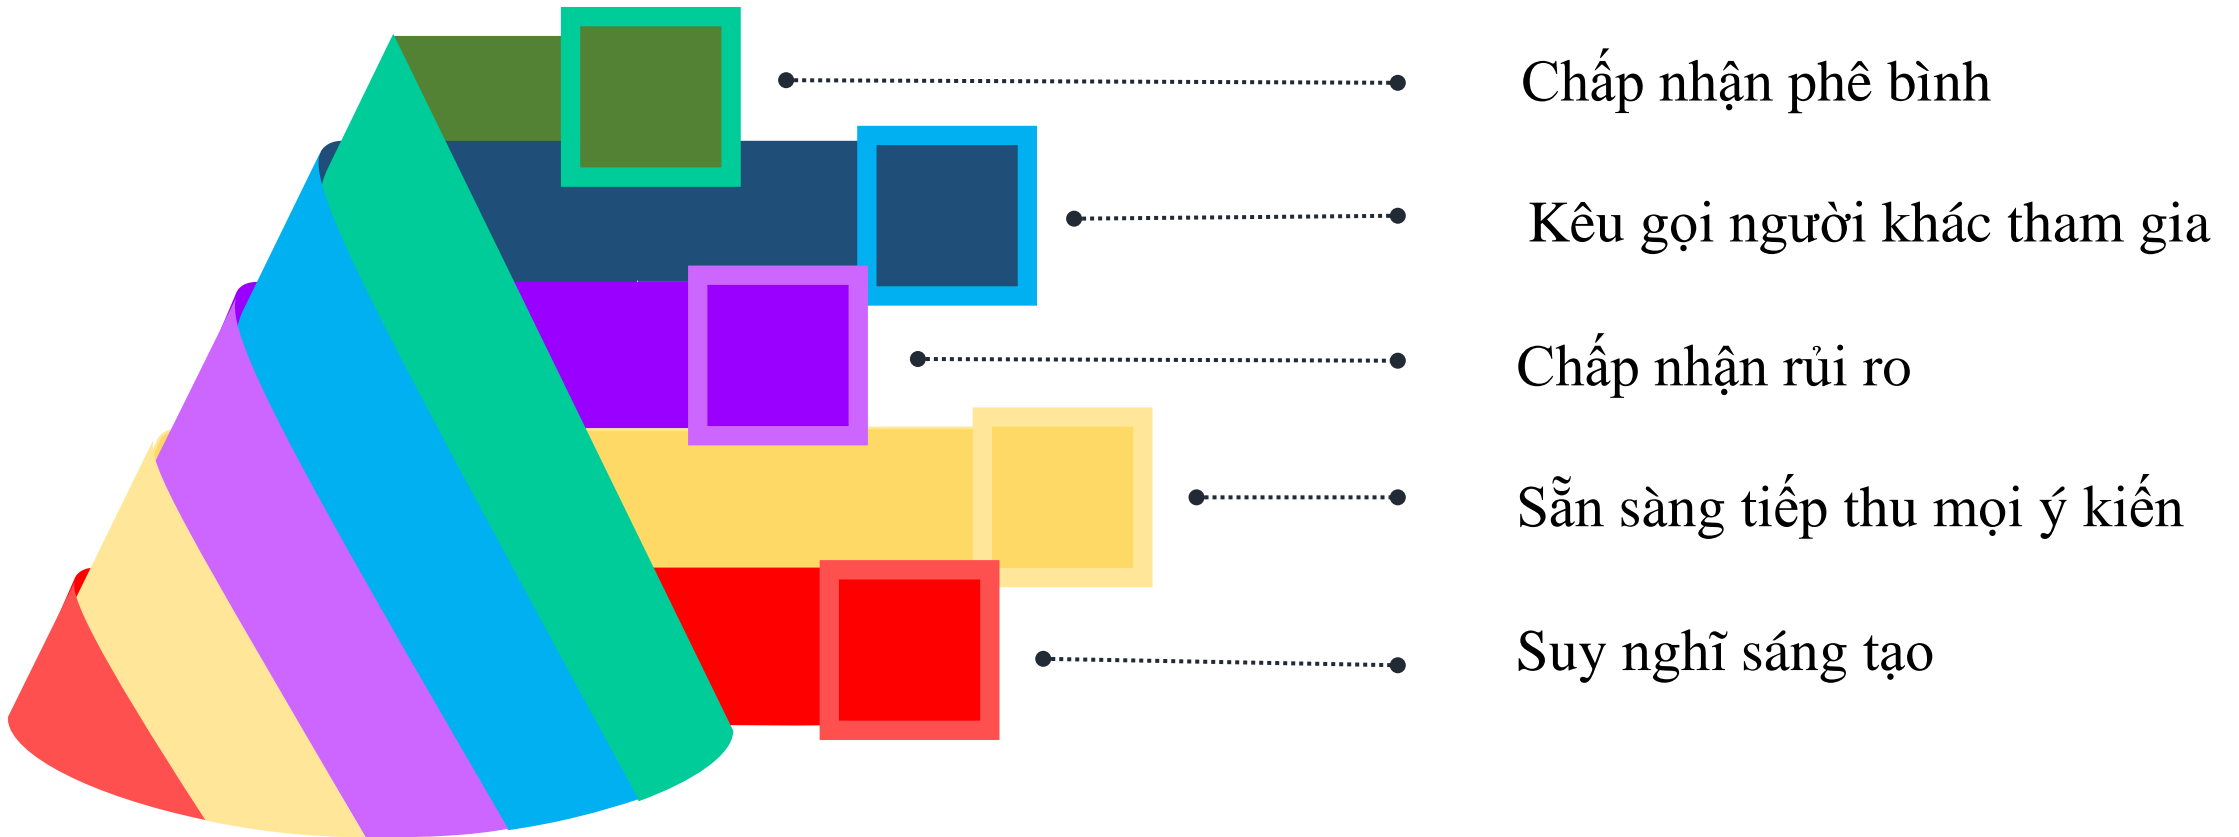 Chấp nhận phê bình
Kêu gọi người khác tham gia
Chấp nhận rủi ro
Sẵn sàng tiếp thu mọi ý kiến
Suy nghĩ sáng tạo